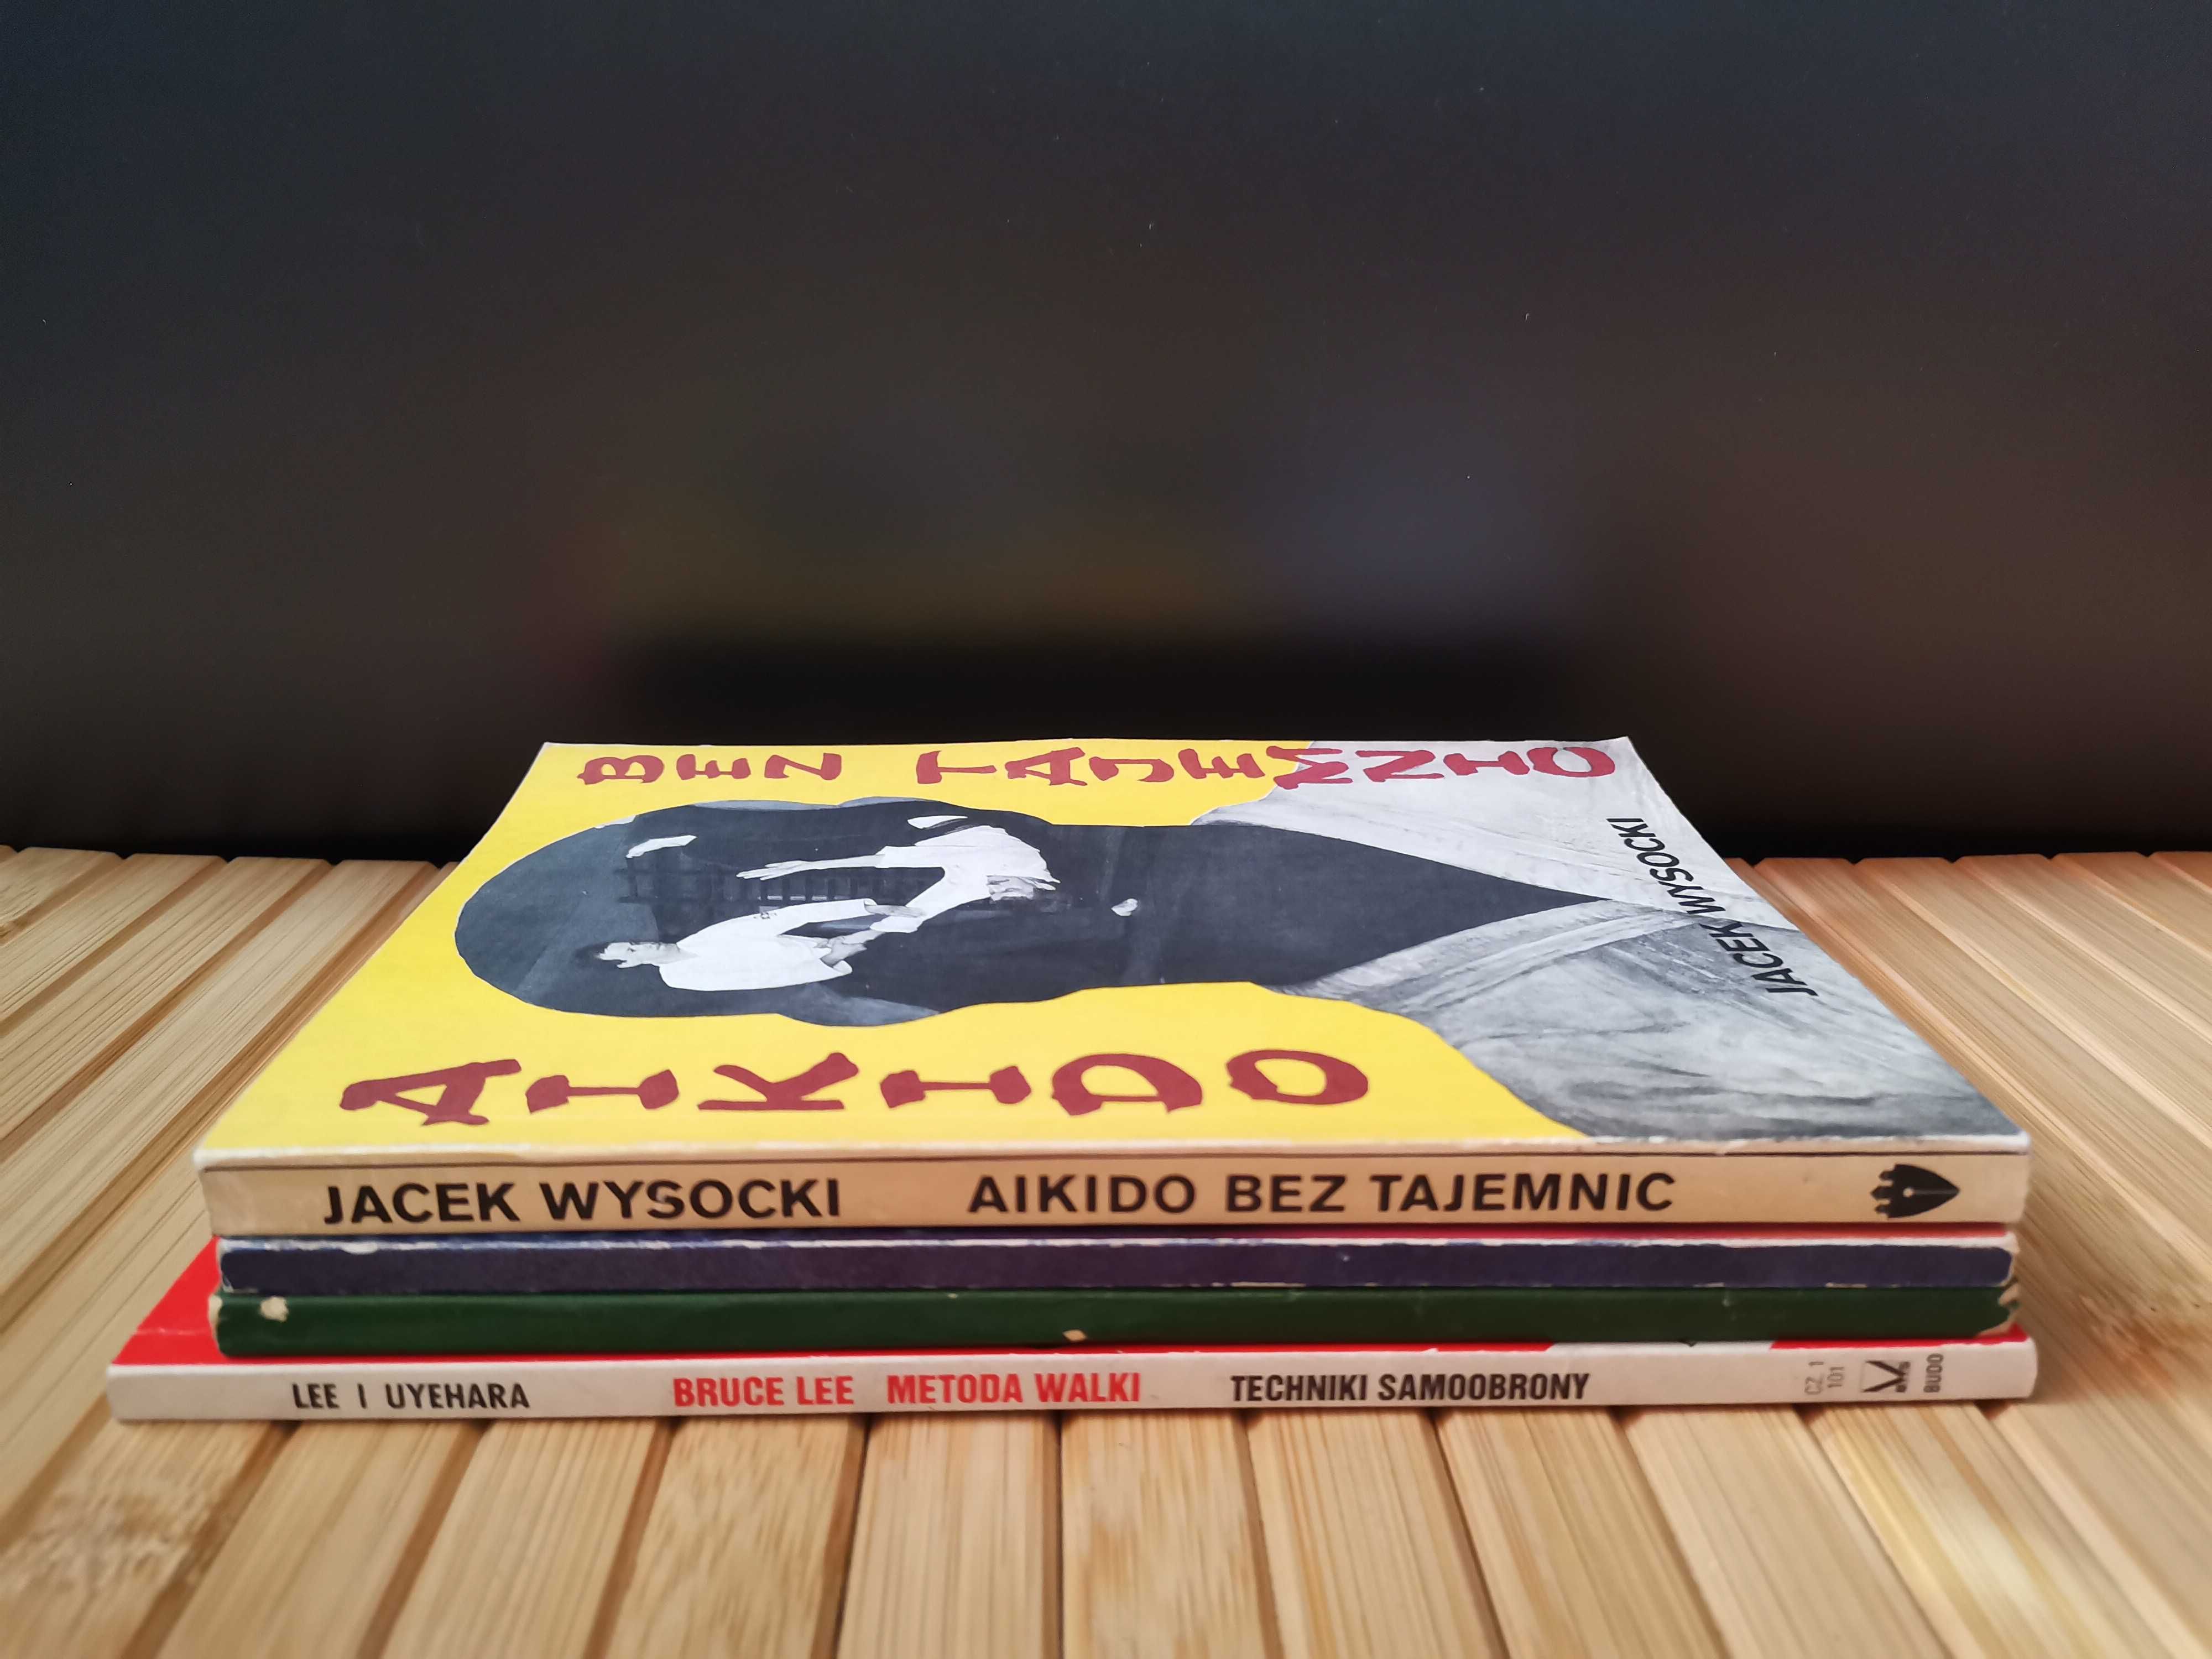 BEZ TAJEMNIC
JACEK WYSOCKI
AIKIDO
JACEK WYSOCKI AIKIDO BEZ TAJEMNIC
LEE I UYEHARA BRUCE LEE METODA WALKI TECHNIKI SAMOOBRONY CZ. 1
101
BUDO